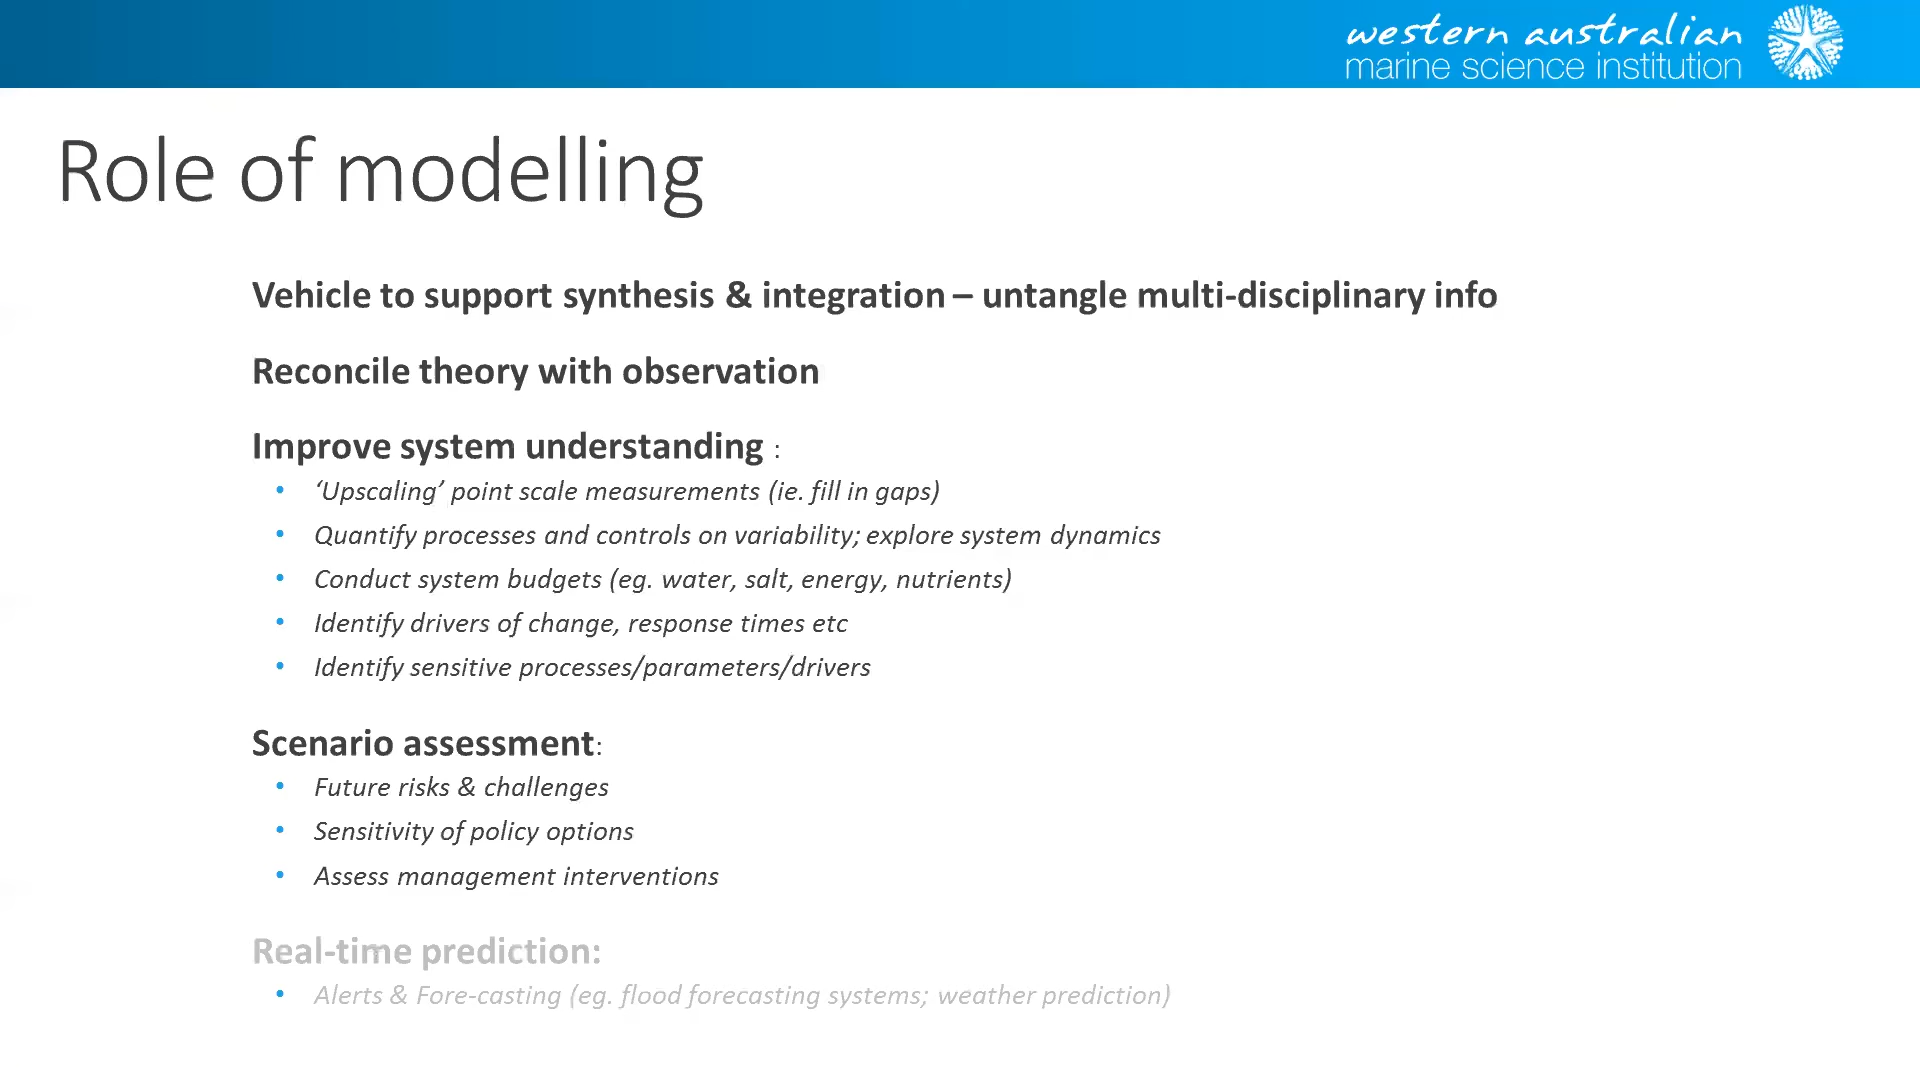 western australian
marine science institution
Role of modelling
Vehicle to support synthesis & integration – untangle multi-disciplinary info
Reconcile theory with observation
Improve system understanding :
• ‘Upscaling’ point scale measurements (ie. fill in gaps)
• Quantify processes and controls on variability; explore system dynamics
• Conduct system budgets (eg. water, salt, energy, nutrients)
• Identify drivers of change, response times etc
• Identify sensitive processes/parameters/drivers
Scenario assessment:
• Future risks & challenges
• Sensitivity of policy options
• Assess management interventions
Real-time prediction:
• Alerts & Fore-casting (eg. flood forecasting systems; weather prediction)